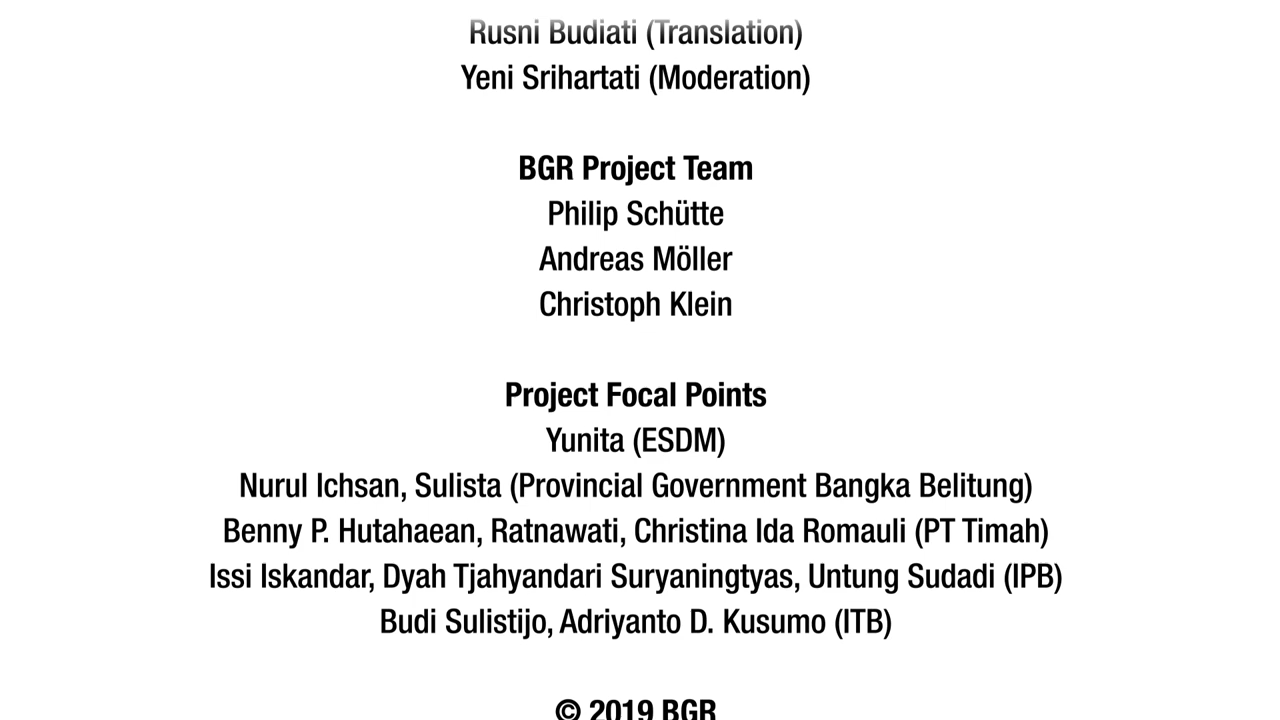 Rusni Budiati (Translation)
Yeni Srihartati (Moderation)
BGR Project Team
Philip Schütte
Andreas Möller
Christoph Klein
Project Focal Points
Yunita (ESDM)
Nurul Ichsan, Sulista (Provincial Government Bangka Belitung)
Benny P. Hutahaean, Ratnawati, Christina Ida Romauli (PT Timah)
Issi Iskandar, Dyah Tjahyandari Suryaningtyas, Untung Sudadi (IPB)
Budi Sulistijo, Adriyanto D. Kusumo (ITB)
© 2019 BGR